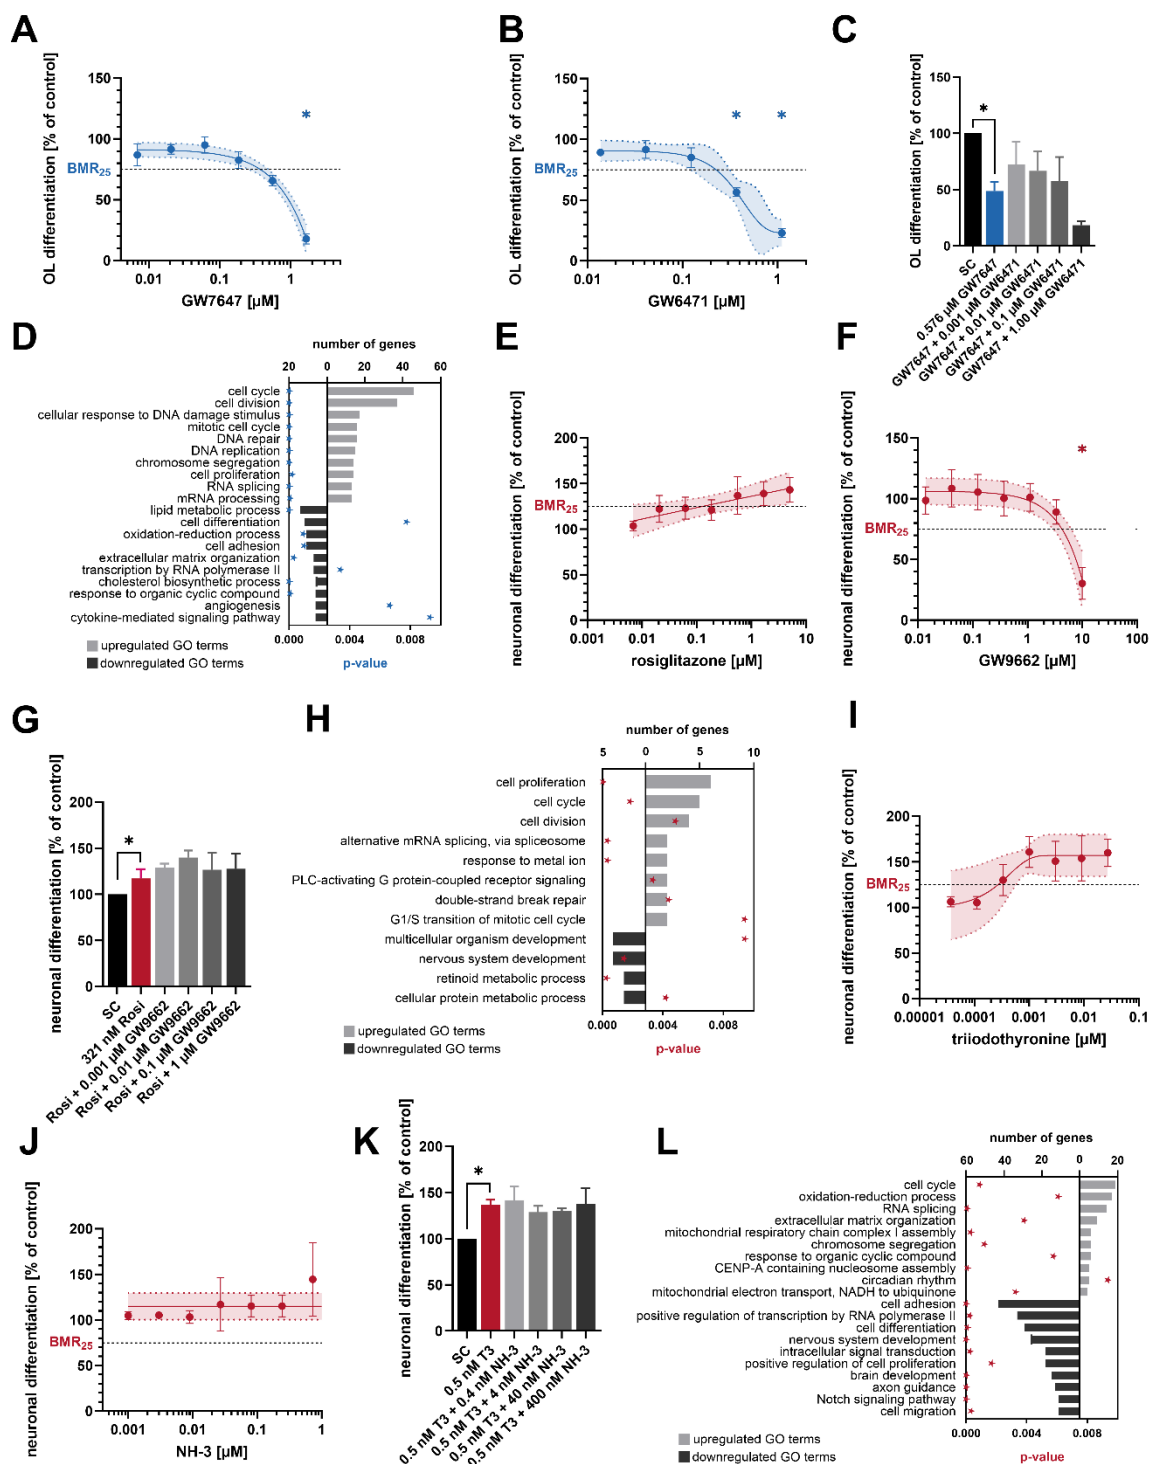 A
OL differentiation [% of control]
150
100
BMR25
50
0
0.01
0.1
1
GW7647 [µM]
*
B
OL differentiation [% of control]
150
100
BMR25
50
0
0.01
0.1
1
GW6471 [µM]
*
*
C
OL differentiation [% of control]
150
100
50
0
*
SC
0.576 µM GW7647
GW7647 + 0.001 µM GW6471
GW7647 + 0.01 µM GW6471
GW7647 + 0.1 µM GW6471
GW7647 + 1.00 µM GW6471
D
number of genes
20 0 20 40 60
cell cycle
cell division
cellular response to DNA damage stimulus
mitotic cell cycle
DNA repair
DNA replication
chromosome segregation
cell proliferation
RNA splicing
mRNA processing
lipid metabolic process
cell differentiation
oxidation-reduction process
cell adhesion
extracellular matrix organization
transcription by RNA polymerase II
cholesterol biosynthetic process
response to organic cyclic compound
angiogenesis
cytokine-mediated signaling pathway
0.000 0.004 0.008
upregulated GO terms
downregulated GO terms
p-value
E
neuronal differentiation [% of control]
200
150
BMR25
100
50
0
0.001 0.01 0.1 1 10
rosiglitazone [µM]
F
neuronal differentiation [% of control]
150
100
BMR25
50
0
0.01 0.1 1 10 100
GW9662 [µM]
*
G
neuronal differentiation [% of control]
200
150
100
50
0
*
SC
321 nM Rosi
Rosi + 0.001 µM GW9662
Rosi + 0.01 µM GW9662
Rosi + 0.1 µM GW9662
Rosi + 1 µM GW9662
H
number of genes
5 0 5 10
cell proliferation
cell cycle
cell division
alternative mRNA splicing, via spliceosome
response to metal ion
PLC-activating G protein-coupled receptor signaling
double-strand break repair
G1/S transition of mitotic cell cycle
multicellular organism development
nervous system development
retinoid metabolic process
cellular protein metabolic process
0.000 0.004 0.008
upregulated GO terms
downregulated GO terms
p-value
I
neuronal differentiation [% of control]
200
150
BMR25
100
50
0
0.00001 0.001 0.1
triiodothyronine [µM]
J
neuronal differentiation [% of control]
200
150
100
BMR25
50
0
0.001 0.01 0.1 1
NH-3 [µM]
K
neuronal differentiation [% of control]
200
150
100
50
0
*
SC
0.5 nM T3
0.5 nM T3 + 0.4 nM NH-3
0.5 nM T3 + 4 nM NH-3
0.5 nM T3 + 40 nM NH-3
0.5 nM T3 + 400 nM NH-3
L
number of genes
60 40 20 0 20
cell cycle
oxidation-reduction process
RNA splicing
extracellular matrix organization
mitochondrial respiratory chain complex I assembly
chromosome segregation
response to organic cyclic compound
CENP-A containing nucleosome assembly
circadian rhythm
mitochondrial electron transport, NADH to ubiquinone
cell adhesion
positive regulation of transcription by RNA polymerase II
cell differentiation
nervous system development
intracellular signal transduction
positive regulation of cell proliferation
brain development
axon guidance
Notch signaling pathway
cell migration
0.000 0.004 0.008
upregulated GO terms
downregulated GO terms
p-value